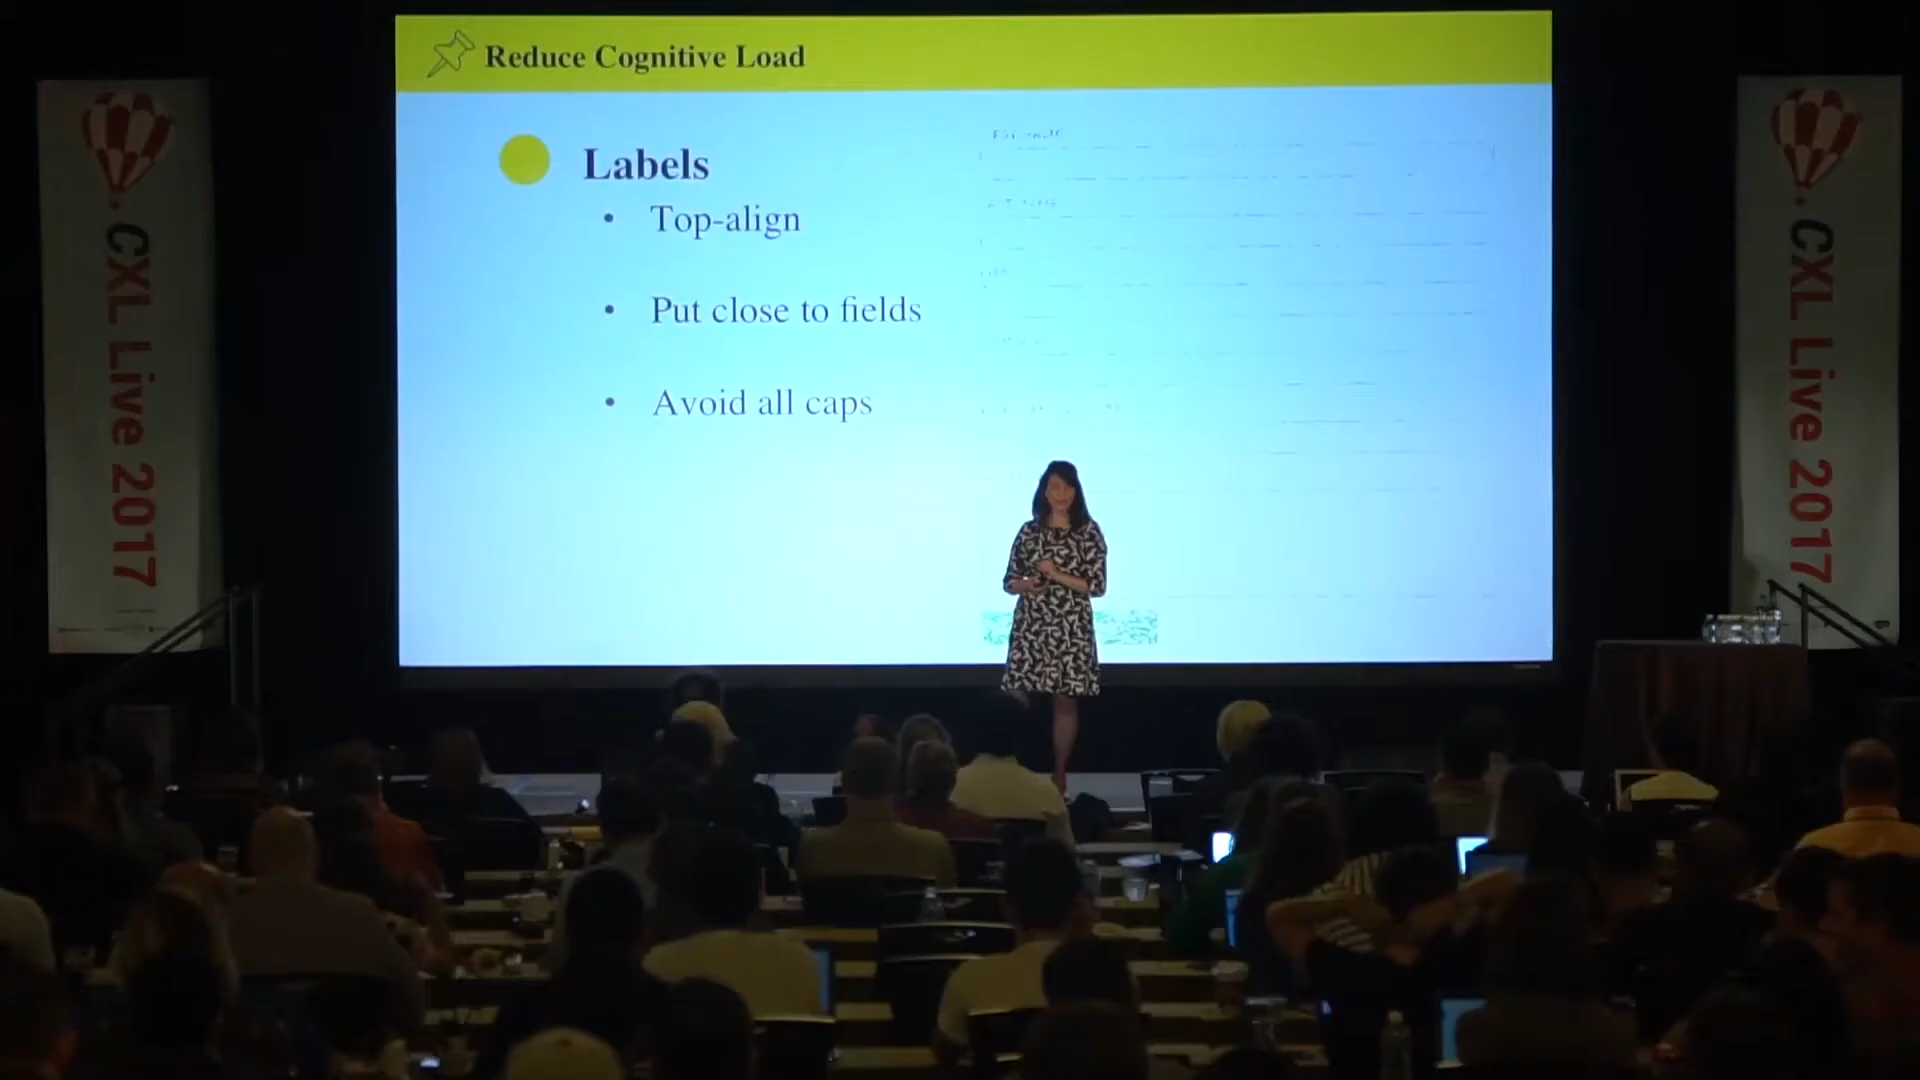 Reduce Cognitive Load
Labels
• Top-align
• Put close to fields
• Avoid all caps
CXL Live 2017
CXL Live 2017